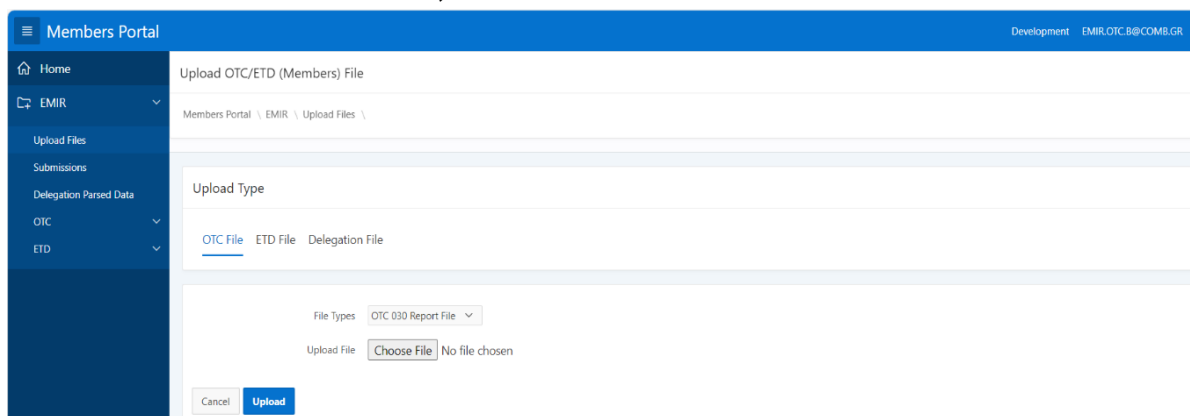 Members Portal
Development EMIR.OTC.B@COMB.GR
Home
EMIR
Upload Files
Submissions
Delegation Parsed Data
OTC
ETD
Upload OTC/ETD (Members) File
Members Portal \ EMIR \ Upload Files \
Upload Type
OTC File ETD File Delegation File
File Types OTC 030 Report File
Upload File Choose File No file chosen
Cancel Upload